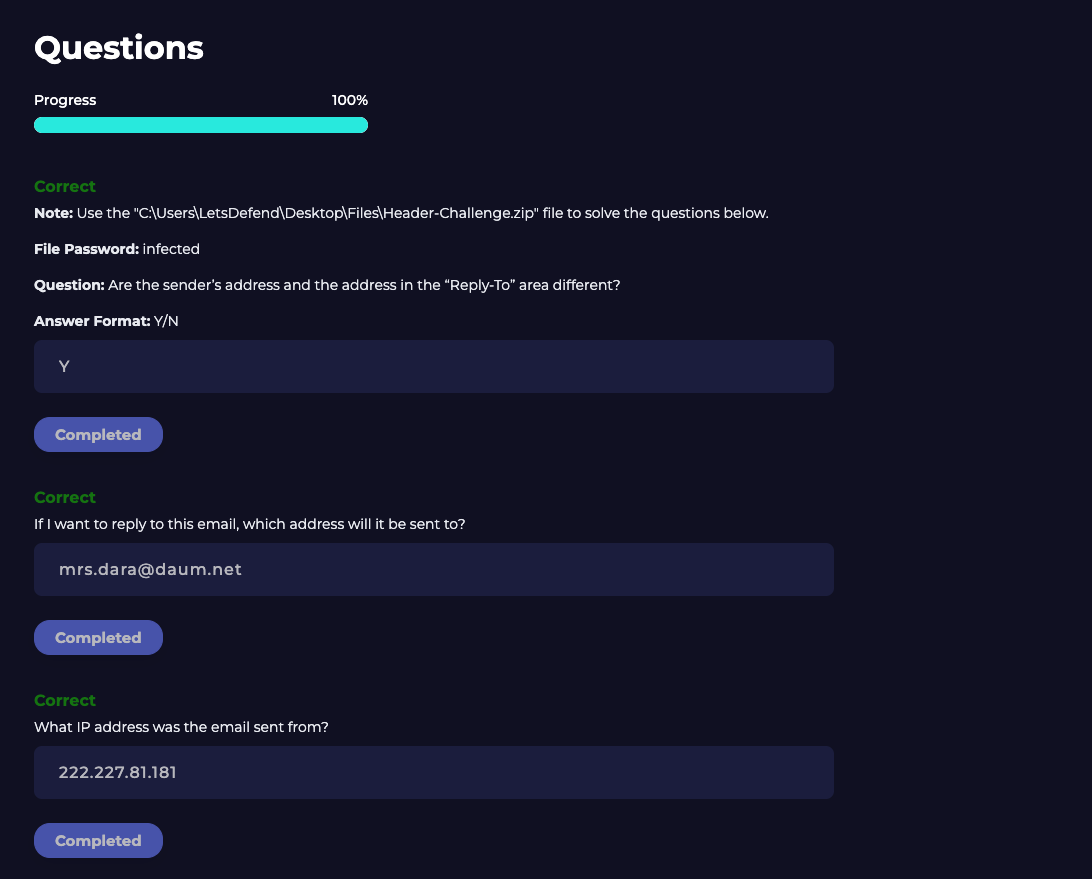 Questions
Progress 100%
Correct
Note: Use the "C:\Users\LetsDefend\Desktop\Files\Header-Challenge.zip" file to solve the questions below.
File Password: infected
Question: Are the sender’s address and the address in the “Reply-To” area different?
Answer Format: Y/N
Y
Completed
Correct
If I want to reply to this email, which address will it be sent to?
mrs.dara@daum.net
Completed
Correct
What IP address was the email sent from?
222.227.81.181
Completed